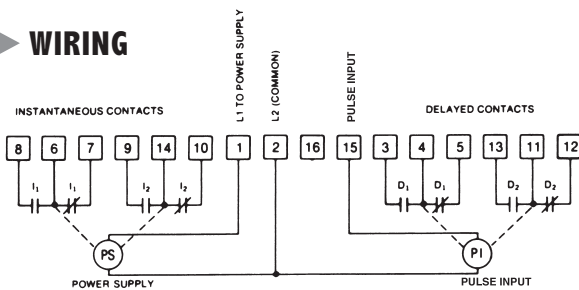 WIRING
L1 TO POWER SUPPLY
L2 (COMMON)
PULSE INPUT
INSTANTANEOUS CONTACTS
DELAYED CONTACTS
8 6 7 9 14 10 1 2 16 15 3 4 5 13 11 12
I₁ I₁ I₂ I₂ D₁ D₁ D₂ D₂
PS PI
POWER SUPPLY PULSE INPUT